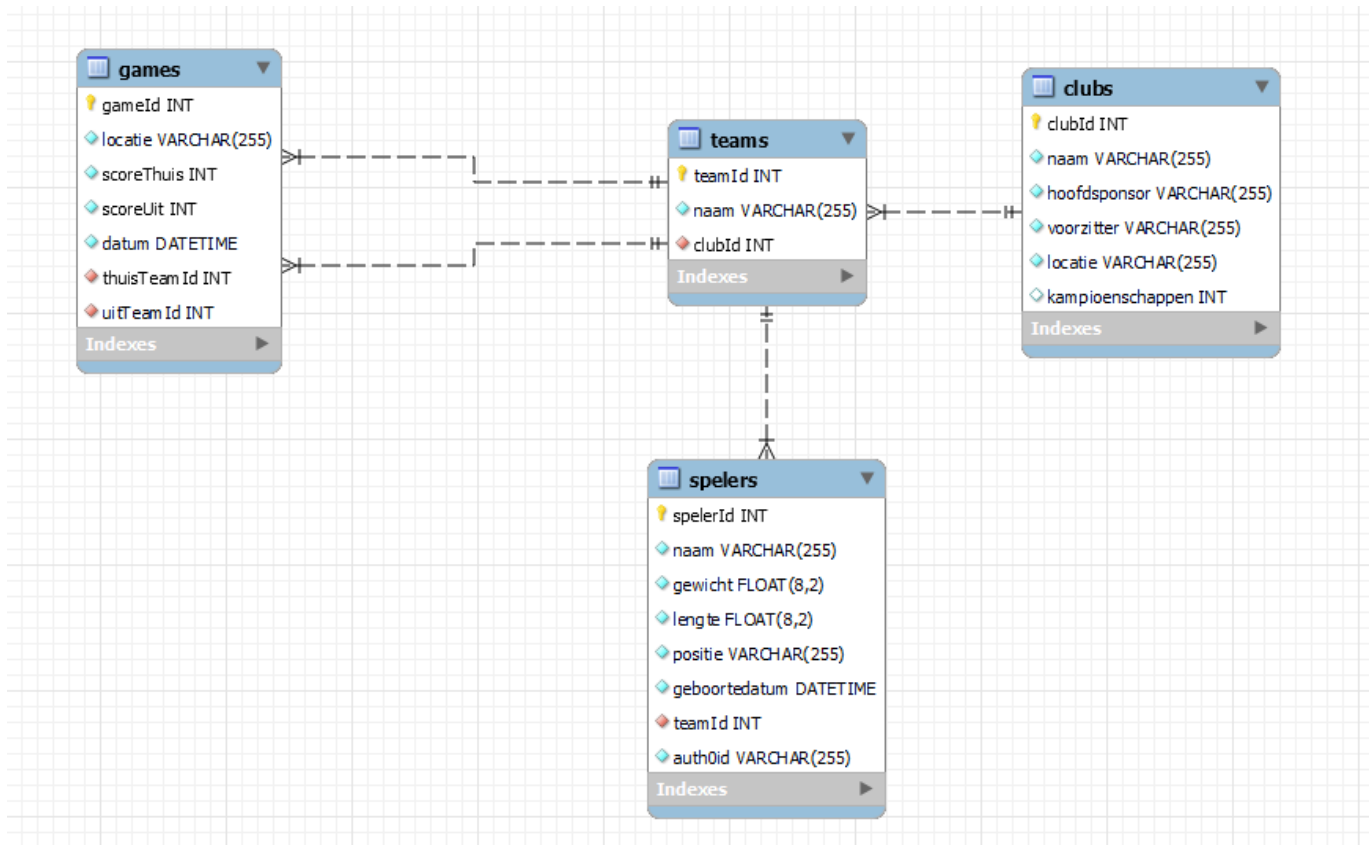 games
gameId INT
locatie VARCHAR(255)
scoreThuis INT
scoreUit INT
datum DATETIME
thuisTeamId INT
uitTeamId INT
Indexes
teams
teamId INT
naam VARCHAR(255)
clubId INT
Indexes
clubs
clubId INT
naam VARCHAR(255)
hoofdsponsor VARCHAR(255)
voorzitter VARCHAR(255)
locatie VARCHAR(255)
kampioenschappen INT
Indexes
spelers
spelerId INT
naam VARCHAR(255)
gewicht FLOAT(8,2)
lengte FLOAT(8,2)
positie VARCHAR(255)
geboortedatum DATETIME
teamId INT
auth0id VARCHAR(255)
Indexes